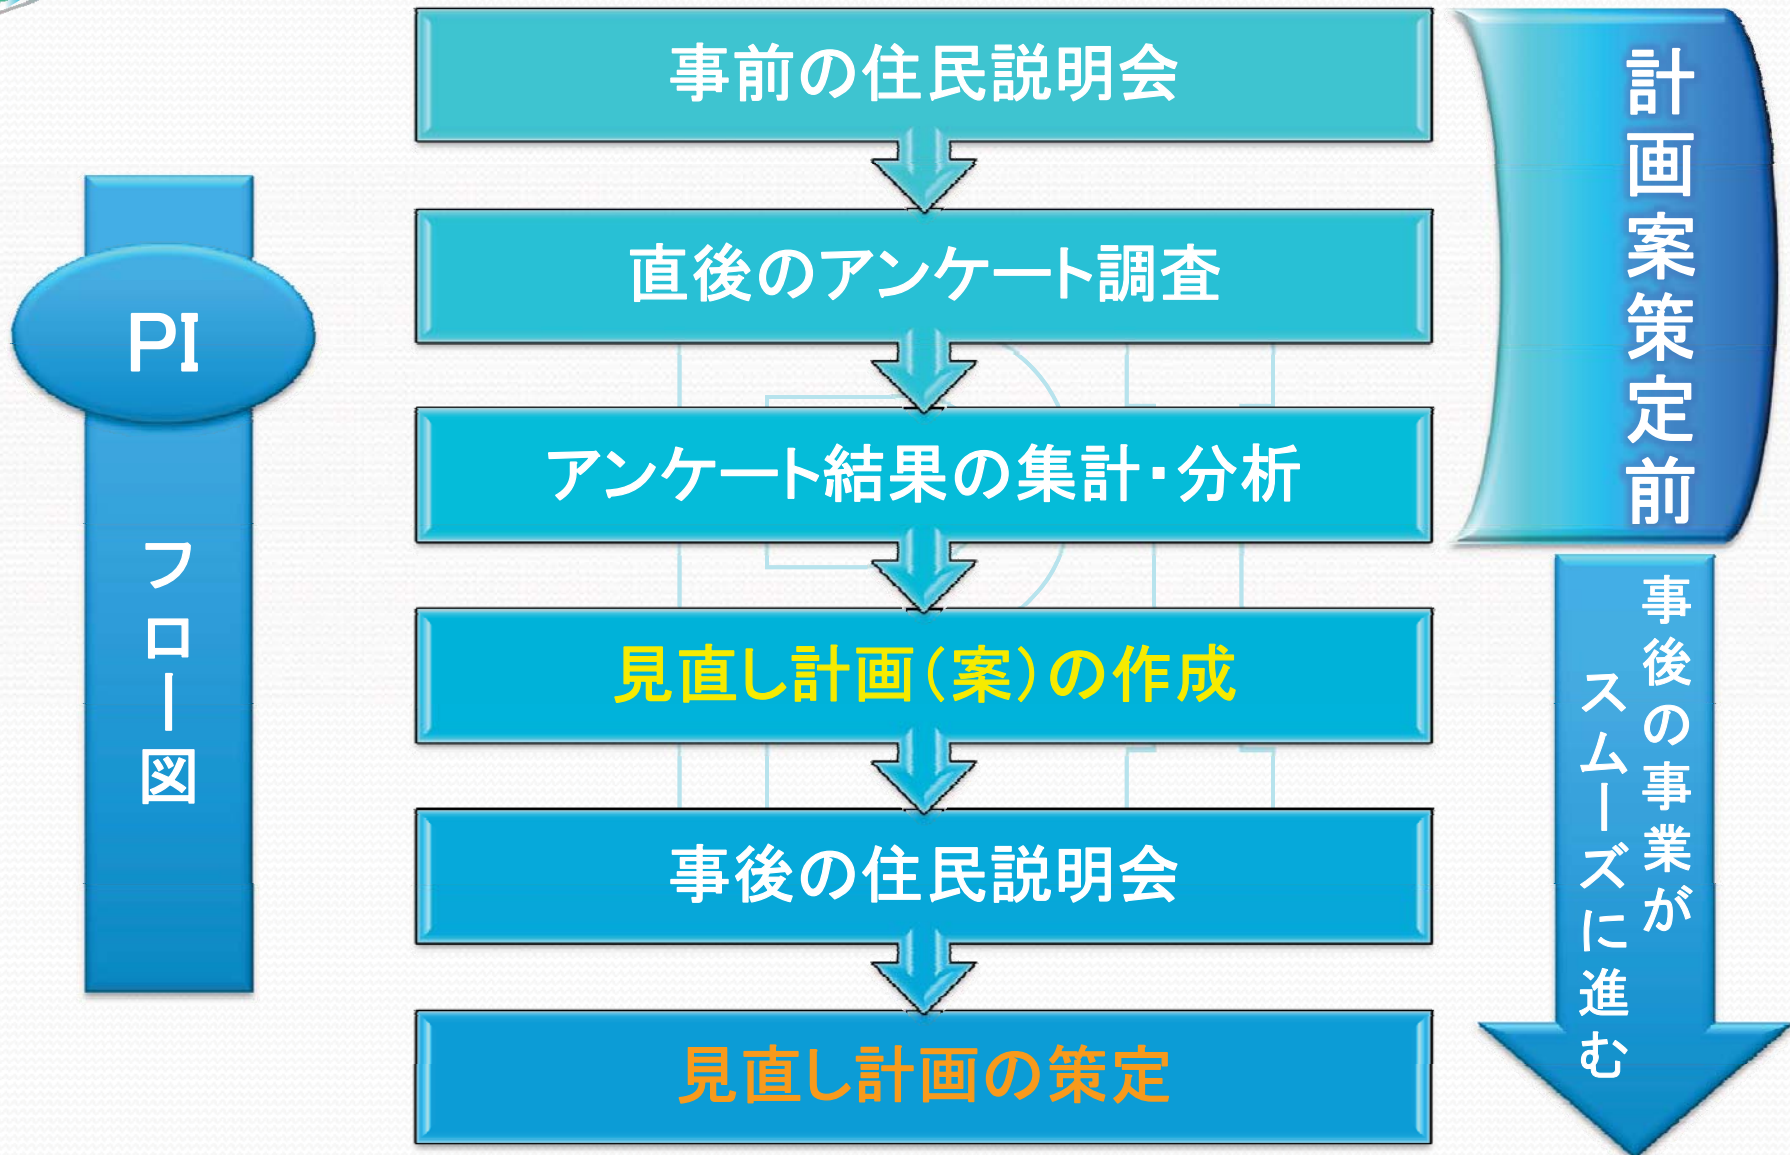 事前の住民説明会
直後のアンケート調査
アンケート結果の集計・分析
見直し計画（案）の作成
事後の住民説明会
見直し計画の策定
PI
フロー図
計画案策定前
事後の事業が
スムーズに進む